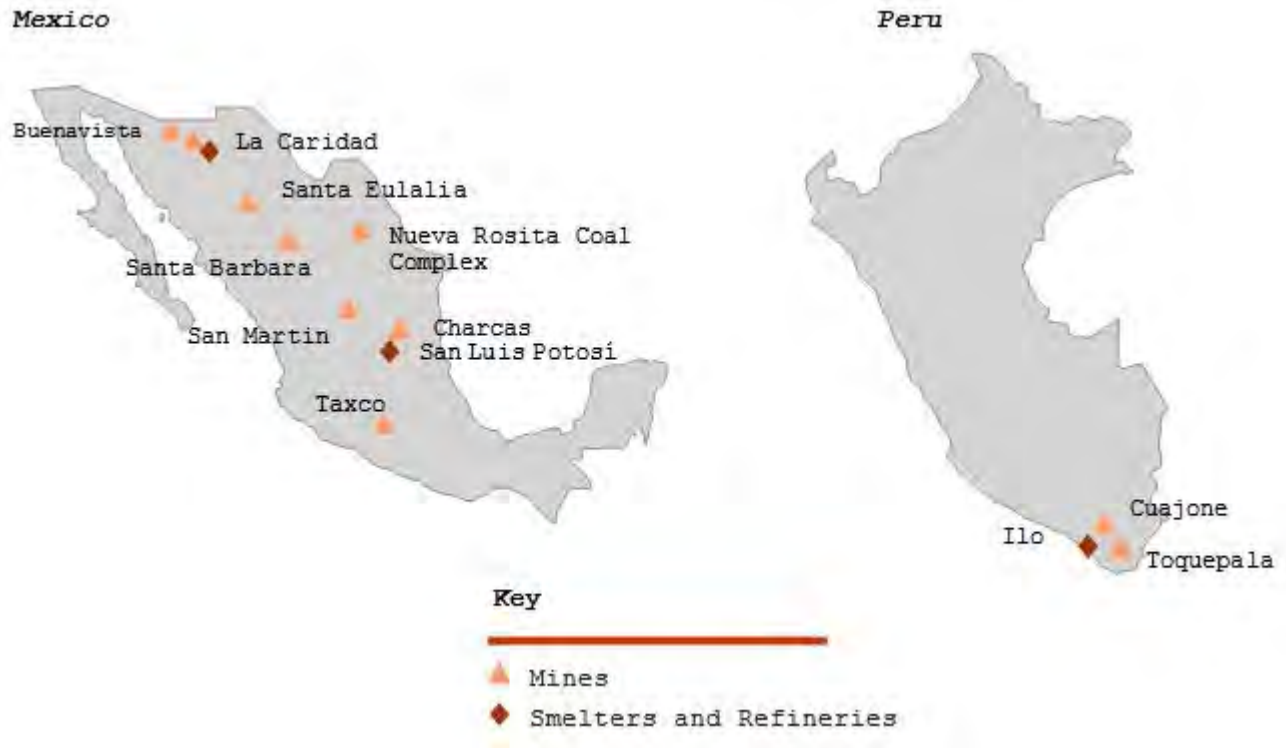 Mexico
Peru
Buenavista
La Caridad
Santa Eulalia
Nueva Rosita Coal
Complex
Santa Barbara
San Martin
Charcas
San Luis Potosí
Taxco
Cuajone
Ilo
Toquepala
Key
Mines
Smelters and Refineries